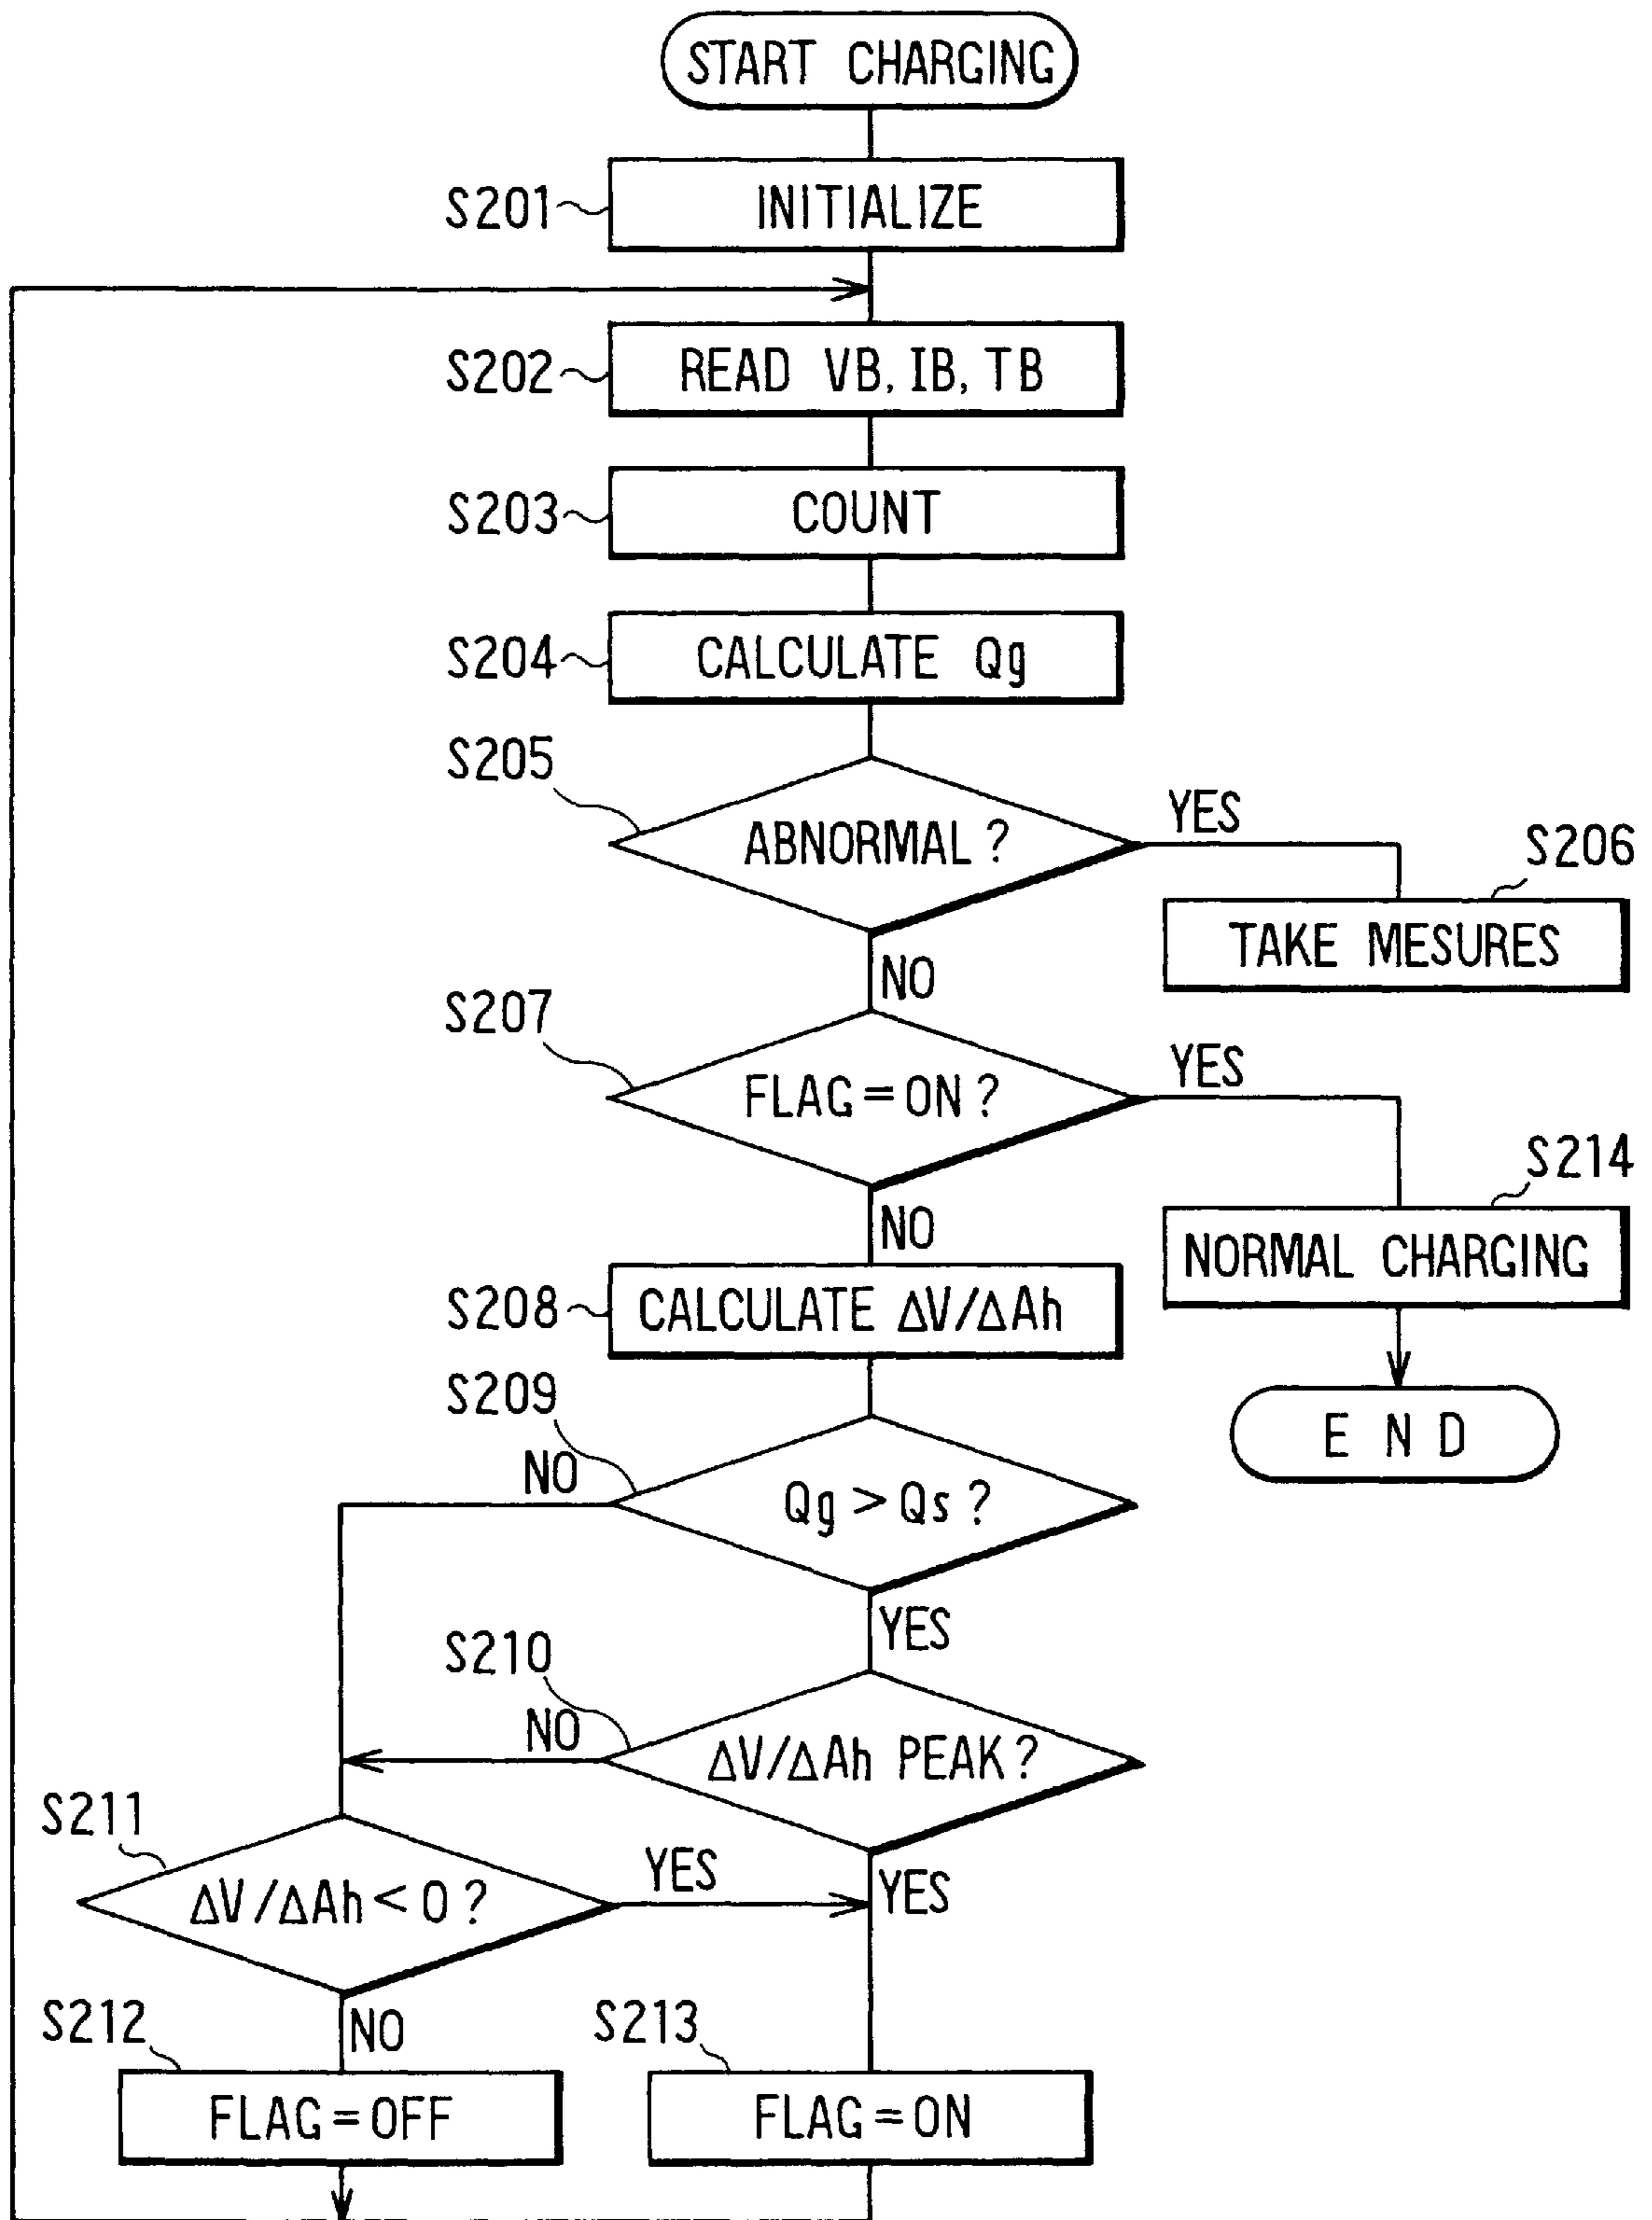 START CHARGING
S201
INITIALIZE
S202
READ VB, IB, TB
S203
COUNT
S204
CALCULATE Qg
S205
ABNORMAL?
YES
S206
TAKE MESURES
NO
S207
FLAG=ON?
YES
S214
NORMAL CHARGING
NO
S208
CALCULATE ΔV/ΔAh
END
S209
NO
Qg > Qs?
YES
S210
NO
ΔV/ΔAh PEAK?
S211
ΔV/ΔAh<0?
YES
YES
S212
NO
S213
FLAG=OFF
FLAG=ON